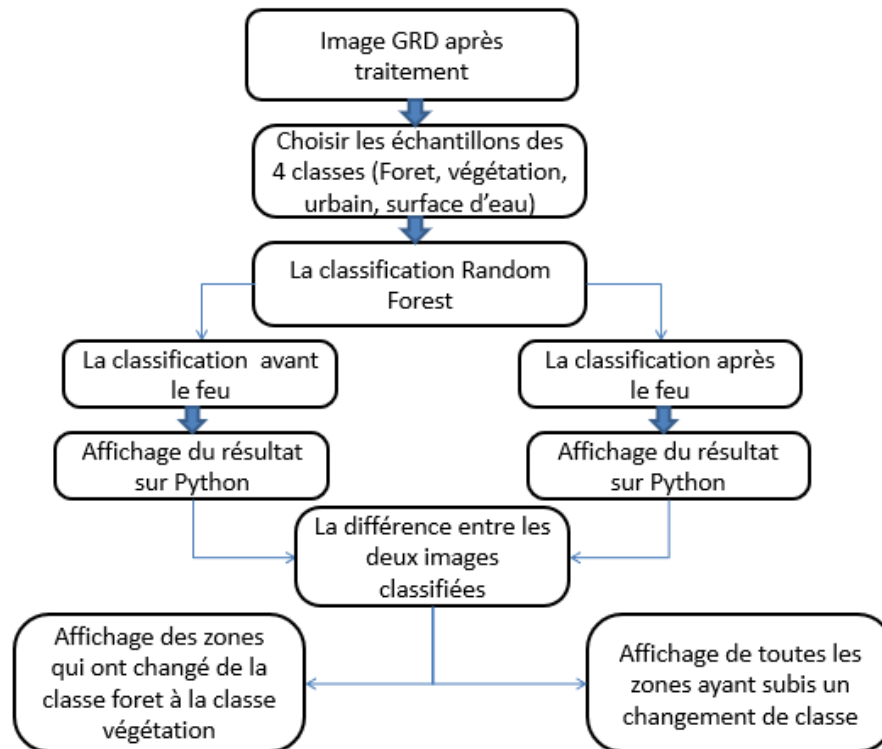 Image GRD après
traitement
Choisir les échantillons des
4 classes (Foret, végétation,
urbain, surface d'eau)
La classification Random
Forest
La classification avant
le feu
La classification après
le feu
Affichage du résultat
sur Python
Affichage du résultat
sur Python
La différence entre les
deux images
classifiées
Affichage des zones
qui ont changé de la
classe foret à la classe
végétation
Affichage de toutes les
zones ayant subis un
changement de classe